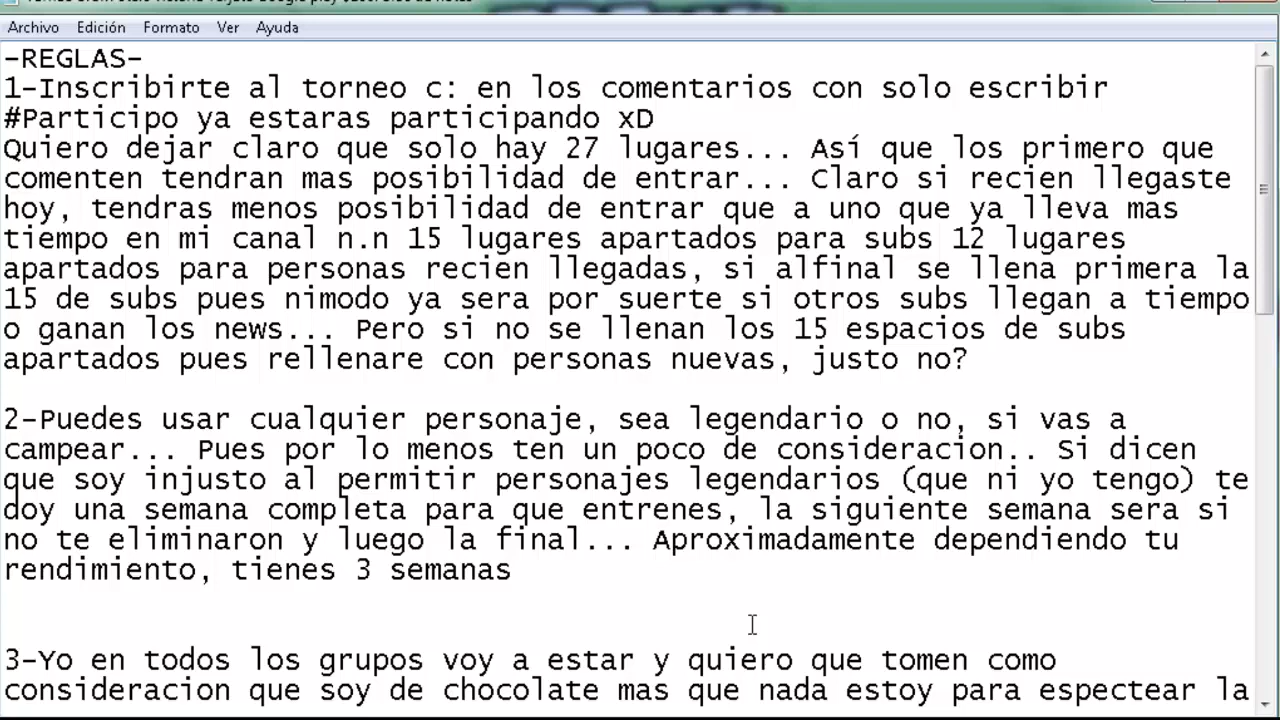 Archivo Edición Formato Ver Ayuda
-REGLAS-
1-Inscribirte al torneo c: en los comentarios con solo escribir
#Participo ya estaras participando xD
Quiero dejar claro que solo hay 27 lugares... Así que los primero que
comenten tendran mas posibilidad de entrar... Claro si recien llegaste
hoy, tendras menos posibilidad de entrar que a uno que ya lleva mas
tiempo en mi canal n.n 15 lugares apartados para subs 12 lugares
apartados para personas recien llegadas, si alfinal se llena primera la
15 de subs pues nimodo ya sera por suerte si otros subs llegan a tiempo
o ganan los news... Pero si no se llenan los 15 espacios de subs
apartados pues rellenare con personas nuevas, justo no?
2-Puedes usar cualquier personaje, sea legendario o no, si vas a
campear... Pues por lo menos ten un poco de consideracion.. Si dicen
que soy injusto al permitir personajes legendarios (que ni yo tengo) te
doy una semana completa para que entrenes, la siguiente semana sera si
no te eliminaron y luego la final... Aproximadamente dependiendo tu
rendimiento, tienes 3 semanas
3-Yo en todos los grupos voy a estar y quiero que tomen como
consideracion que soy de chocolate mas que nada estoy para espectear la